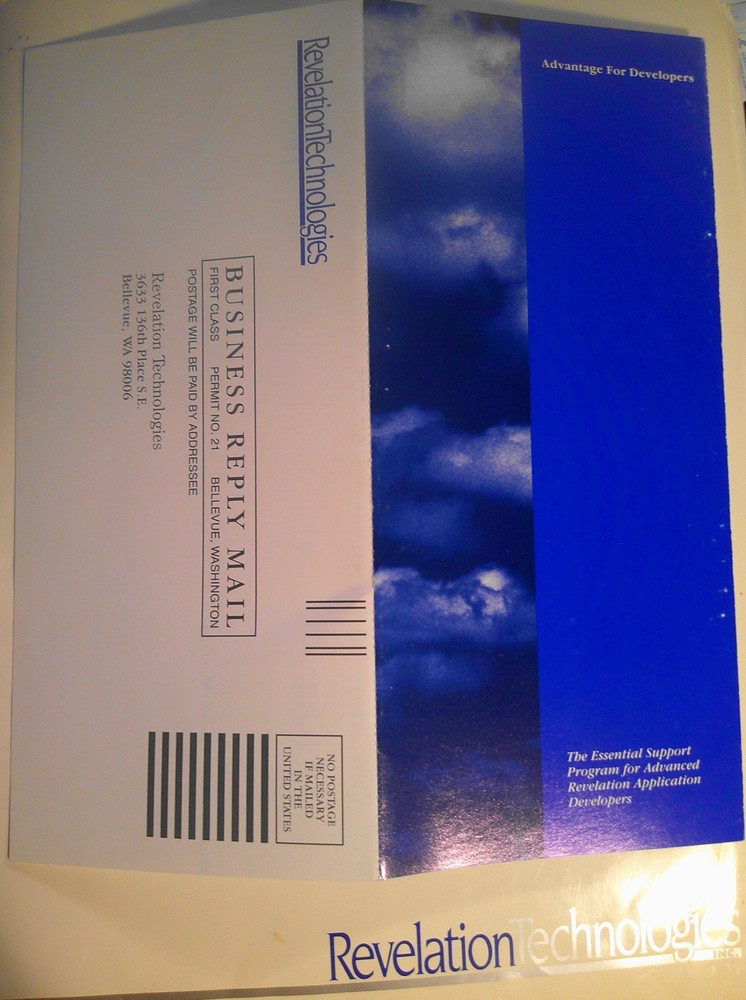 Advantage For Developers
The Essential Support
Program for Advanced
Revelation Application
Developers
RevelationTechnologies
NO POSTAGE
NECESSARY
IF MAILED
IN THE
UNITED STATES
BUSINESS REPLY MAIL
FIRST CLASS PERMIT NO. 21 BELLEVUE, WASHINGTON
POSTAGE WILL BE PAID BY ADDRESSEE
Revelation Technologies
3633 136th Place S.E.
Bellevue, WA 98006
RevelationTechnologies
INC.